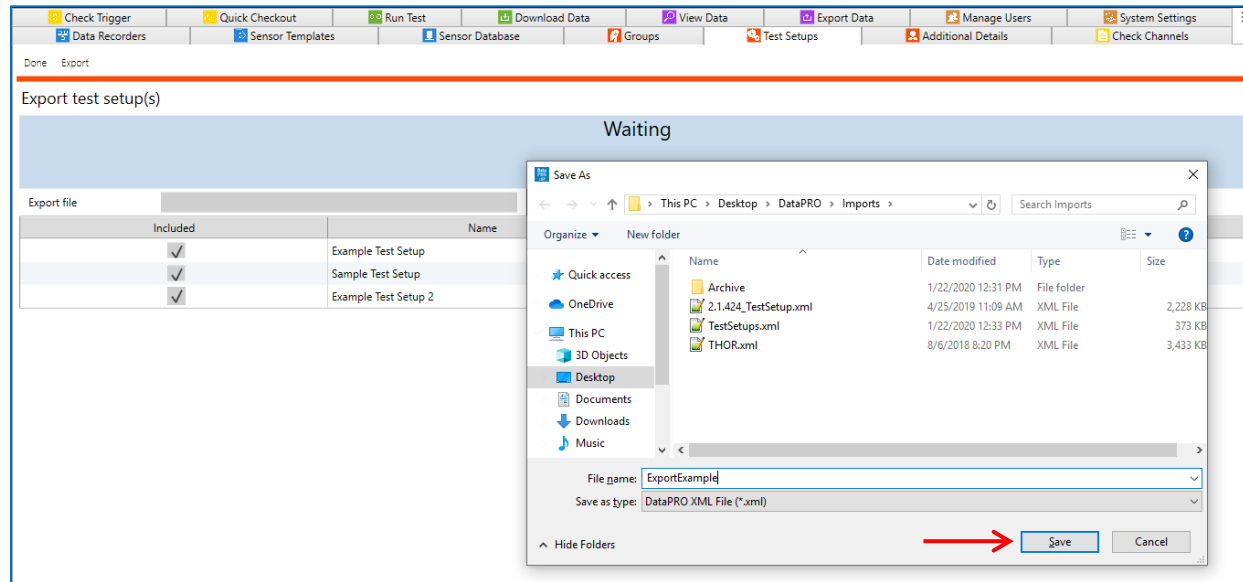 Check Trigger Quick Checkout Run Test Download Data View Data Export Data Manage Users System Settings
Data Recorders Sensor Templates Sensor Database Groups Test Setups Additional Details Check Channels
Done Export
Export test setup(s)
Waiting
Export file
Included Name
Example Test Setup
Sample Test Setup
Example Test Setup 2
Save As
This PC > Desktop > DataPRO > Imports >
Search Imports
Organize New folder
Name Date modified Type Size
Quick access
OneDrive
This PC
3D Objects
Desktop
Documents
Downloads
Music
Archive 1/22/2020 12:31 PM File folder
2.1.424_TestSetup.xml 4/25/2019 11:09 AM XML File 2,228 KB
TestSetups.xml 1/22/2020 12:33 PM XML File 373 KB
THOR.xml 8/6/2018 8:20 PM XML File 3,433 KB
File name: ExportExample
Save as type: DataPRO XML File (*.xml)
Hide Folders
Save Cancel